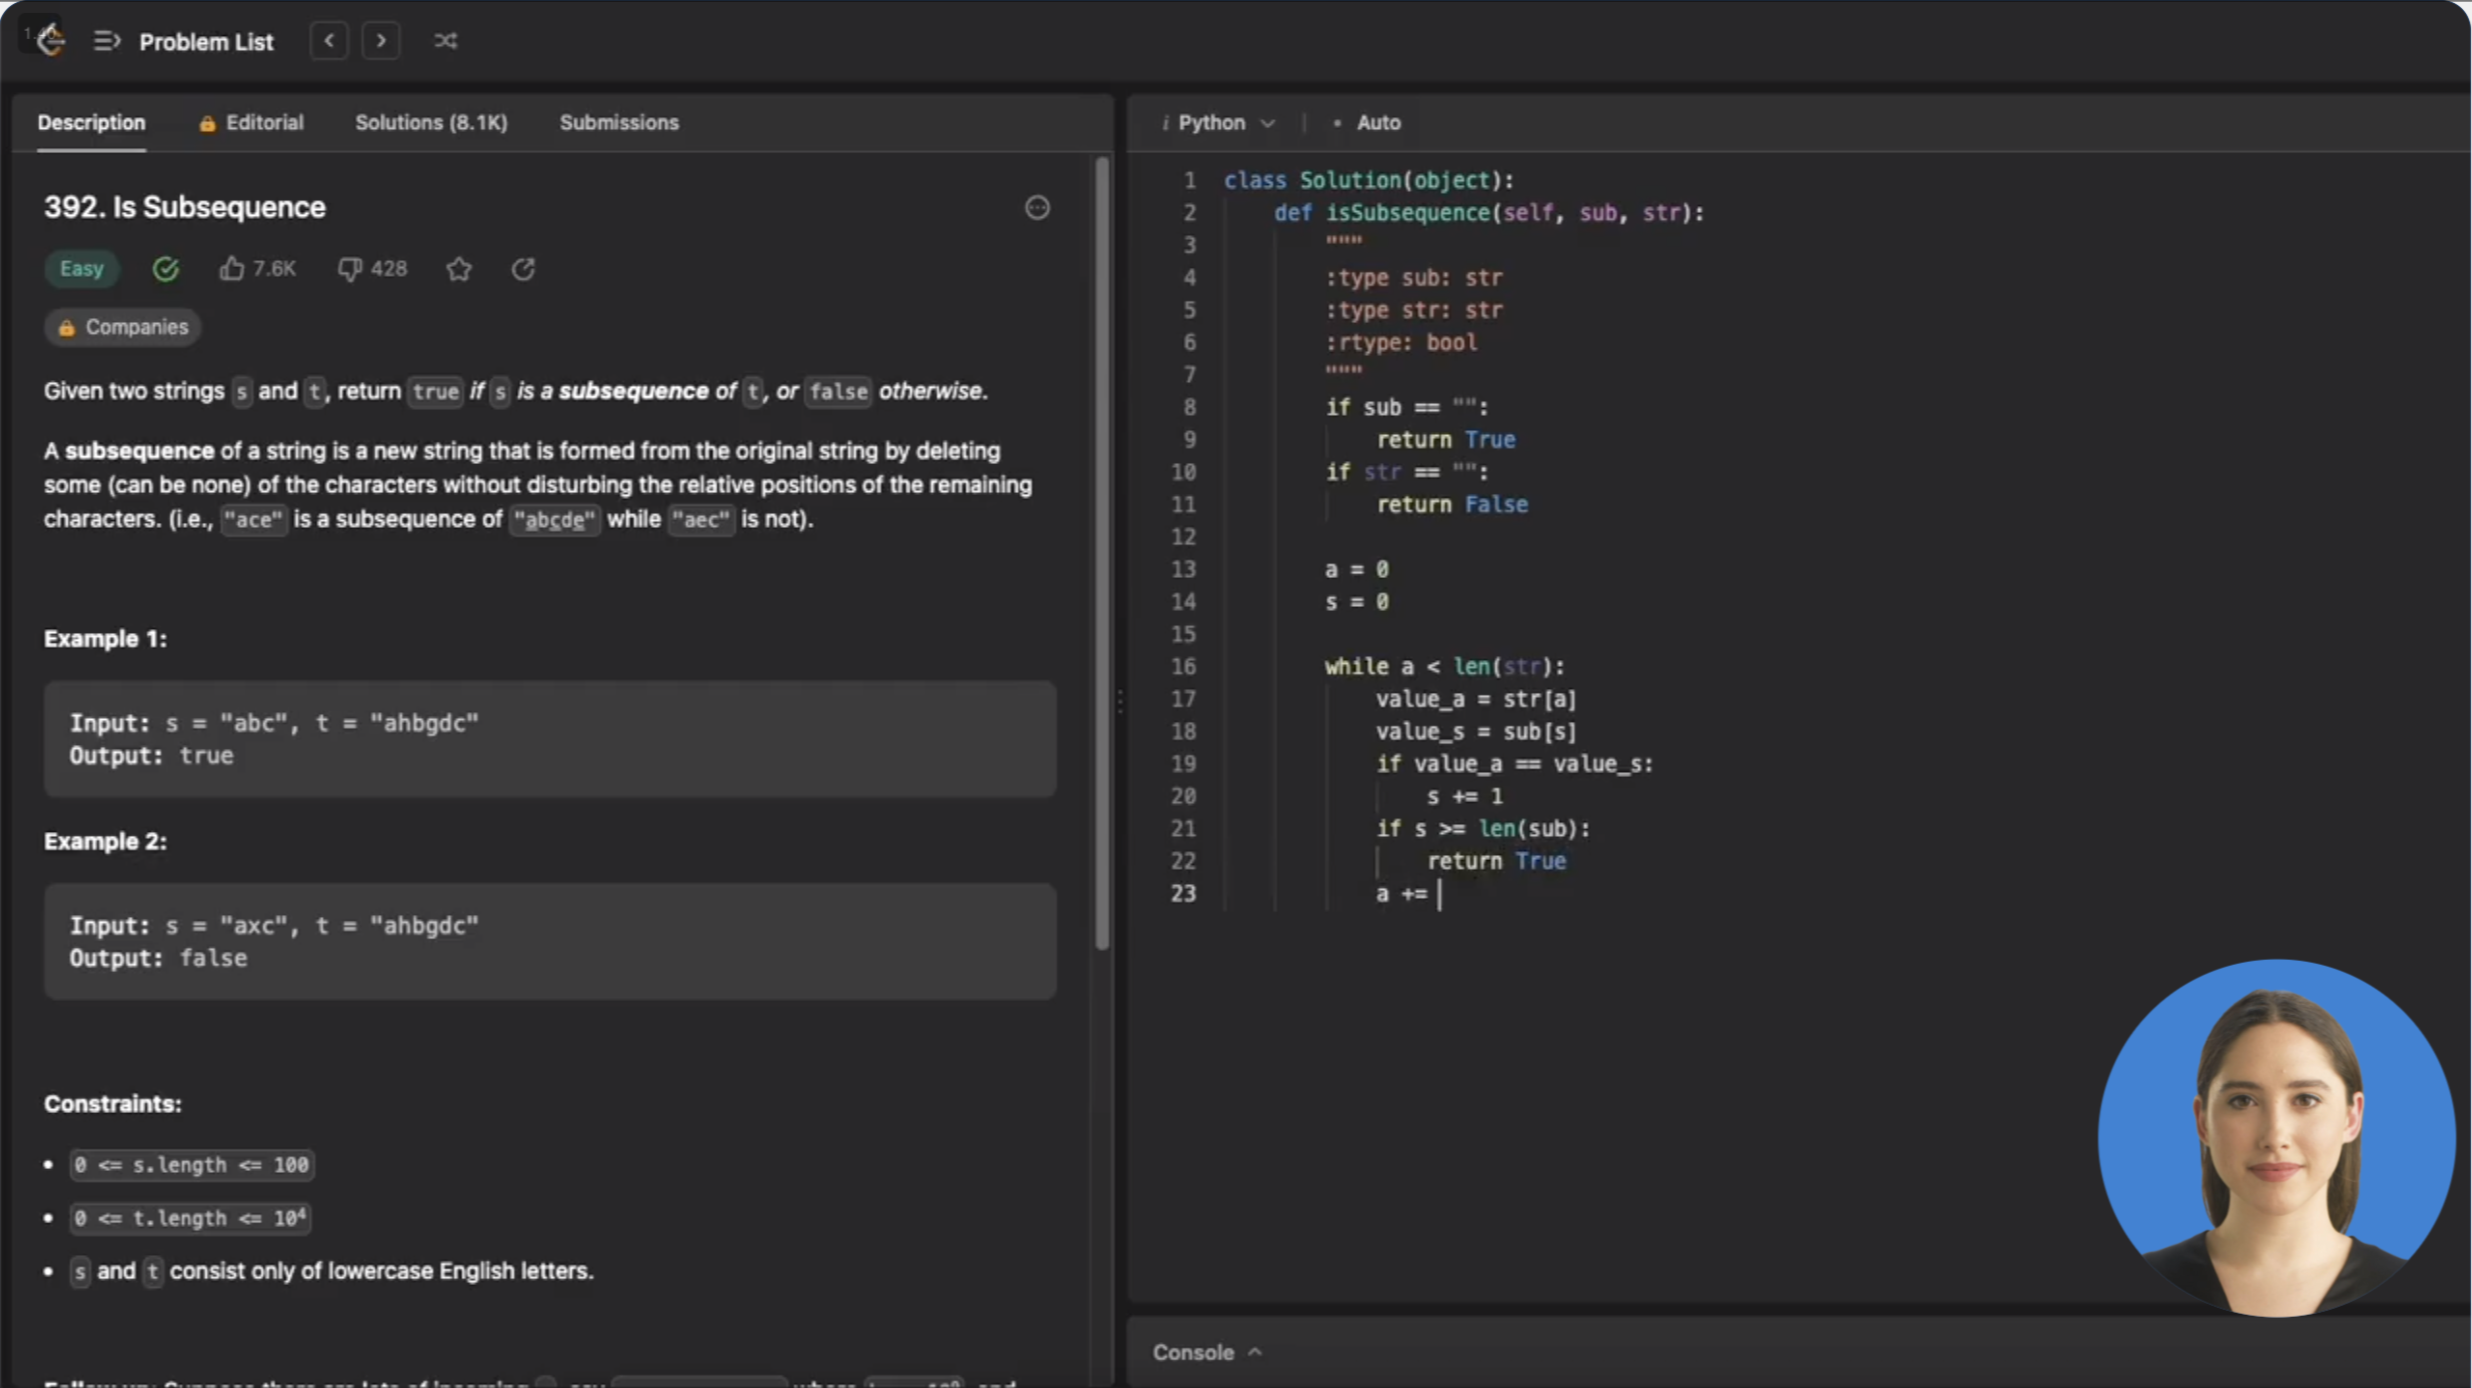 Problem List
Description Editorial Solutions (8.1K) Submissions
392. Is Subsequence
Easy 7.6K 428
Companies
Given two strings s and t, return true if s is a subsequence of t, or false otherwise.
A subsequence of a string is a new string that is formed from the original string by deleting
some (can be none) of the characters without disturbing the relative positions of the remaining
characters. (i.e., "ace" is a subsequence of "abcde" while "aec" is not).
Example 1:
Input: s = "abc", t = "ahbgdc"
Output: true
Example 2:
Input: s = "axc", t = "ahbgdc"
Output: false
Constraints:
• 0 <= s.length <= 100
• 0 <= t.length <= 10⁴
• s and t consist only of lowercase English letters.
i Python • Auto
1 class Solution(object):
2 def isSubsequence(self, sub, str):
3 """
4 :type sub: str
5 :type str: str
6 :rtype: bool
7 """
8 if sub == "":
9 return True
10 if str == "":
11 return False
12
13 a = 0
14 s = 0
15
16 while a < len(str):
17 value_a = str[a]
18 value_s = sub[s]
19 if value_a == value_s:
20 s += 1
21 if s >= len(sub):
22 return True
23 a +=
Console